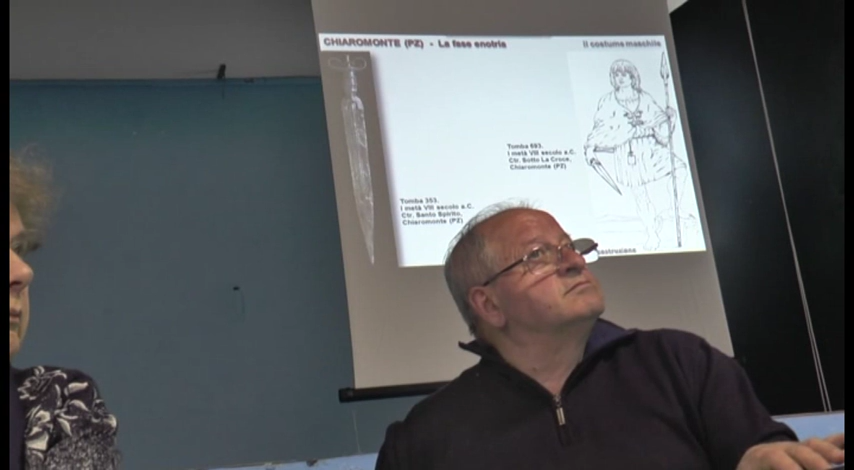 CHIAROMONTE (PZ) - La fase enotria
Il costume maschile
Tomba 693.
I metà VIII secolo a.C.
Ctr. Sotto La Croce,
Chiaromonte (PZ)
Tomba 353.
I metà VIII secolo a.C.
Ctr. Santo Spirito,
Chiaromonte (PZ)